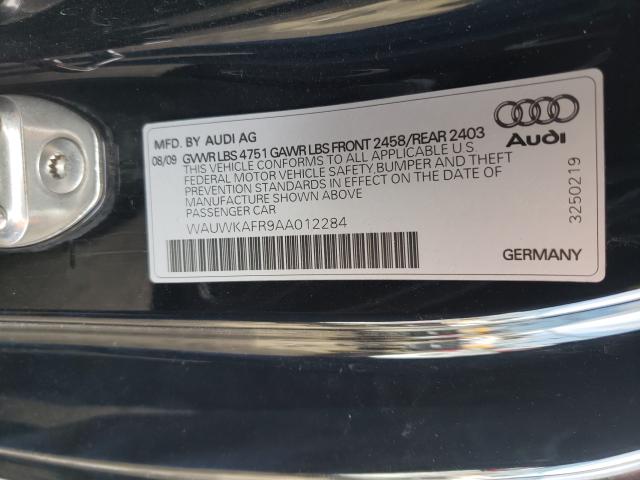 MFD. BY AUDI AG
08/09 GVWR LBS 4751 GAWR LBS FRONT 2458/REAR 2403
THIS VEHICLE CONFORMS TO ALL APPLICABLE U.S.
FEDERAL MOTOR VEHICLE SAFETY,BUMPER AND THEFT
PREVENTION STANDARDS IN EFFECT ON THE DATE OF
MANUFACTURE SHOWN ABOVE
PASSENGER CAR
WAUWKAFR9AA012284
Audi
3250219
GERMANY